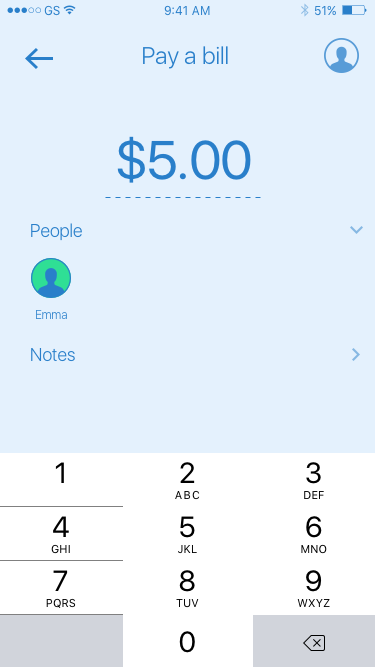 GS 9:41 AM 51%
Pay a bill
$5.00
People
Emma
Notes
1 2 3
ABC DEF
4 5 6
GHI JKL MNO
7 8 9
PQRS TUV WXYZ
0